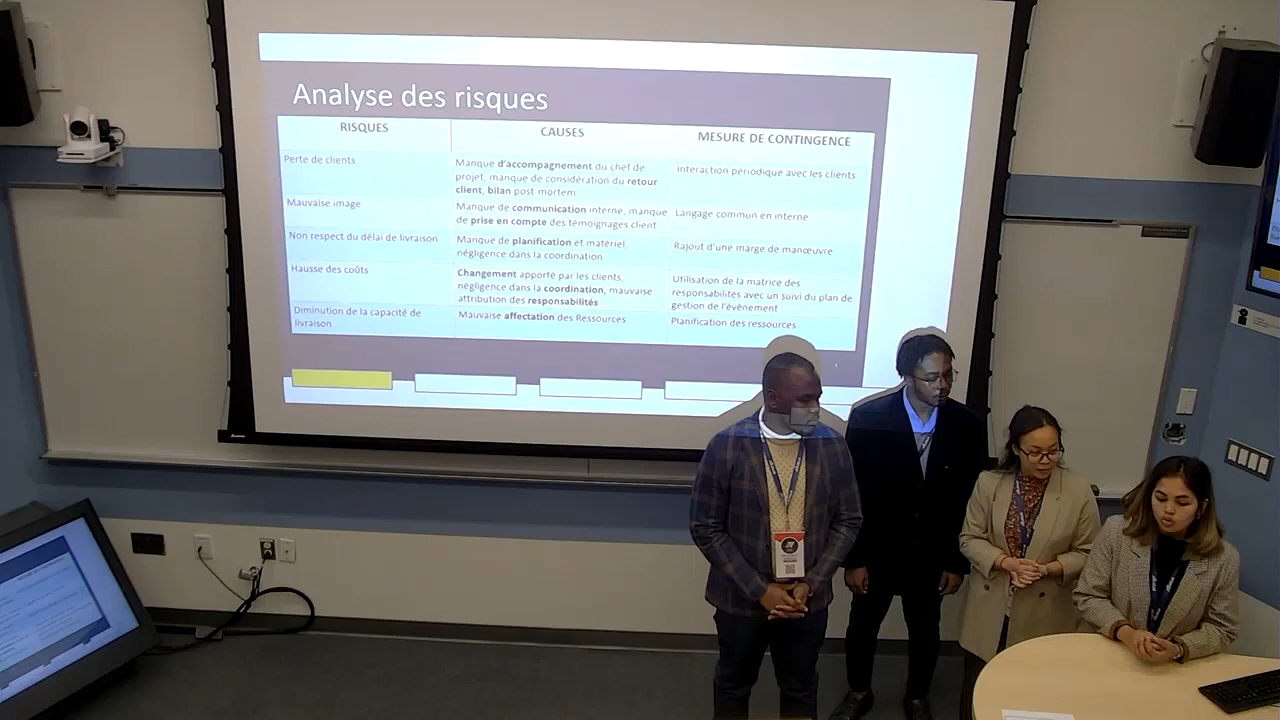 Analyse des risques
RISQUES CAUSES MESURE DE CONTINGENCE
Perte de clients
Manque d'accompagnement du chef de
projet, manque de considération du retour
client, bilan post mortem
Interaction périodique avec les clients
Mauvaise image
Manque de communication interne, manque
de prise en compte des témoignages client
Langage commun en interne
Non respect du délai de livraison
Manque de planification et matériel,
négligence dans la coordination
Rajout d'une marge de manœuvre
Hausse des coûts
Changement apporté par les clients,
négligence dans la coordination, mauvaise
attribution des responsabilités
Utilisation de la matrice des
responsabilités avec un suivi du plan de
gestion de l'évènement
Diminution de la capacité de
livraison
Mauvaise affectation des Ressources
Planification des ressources